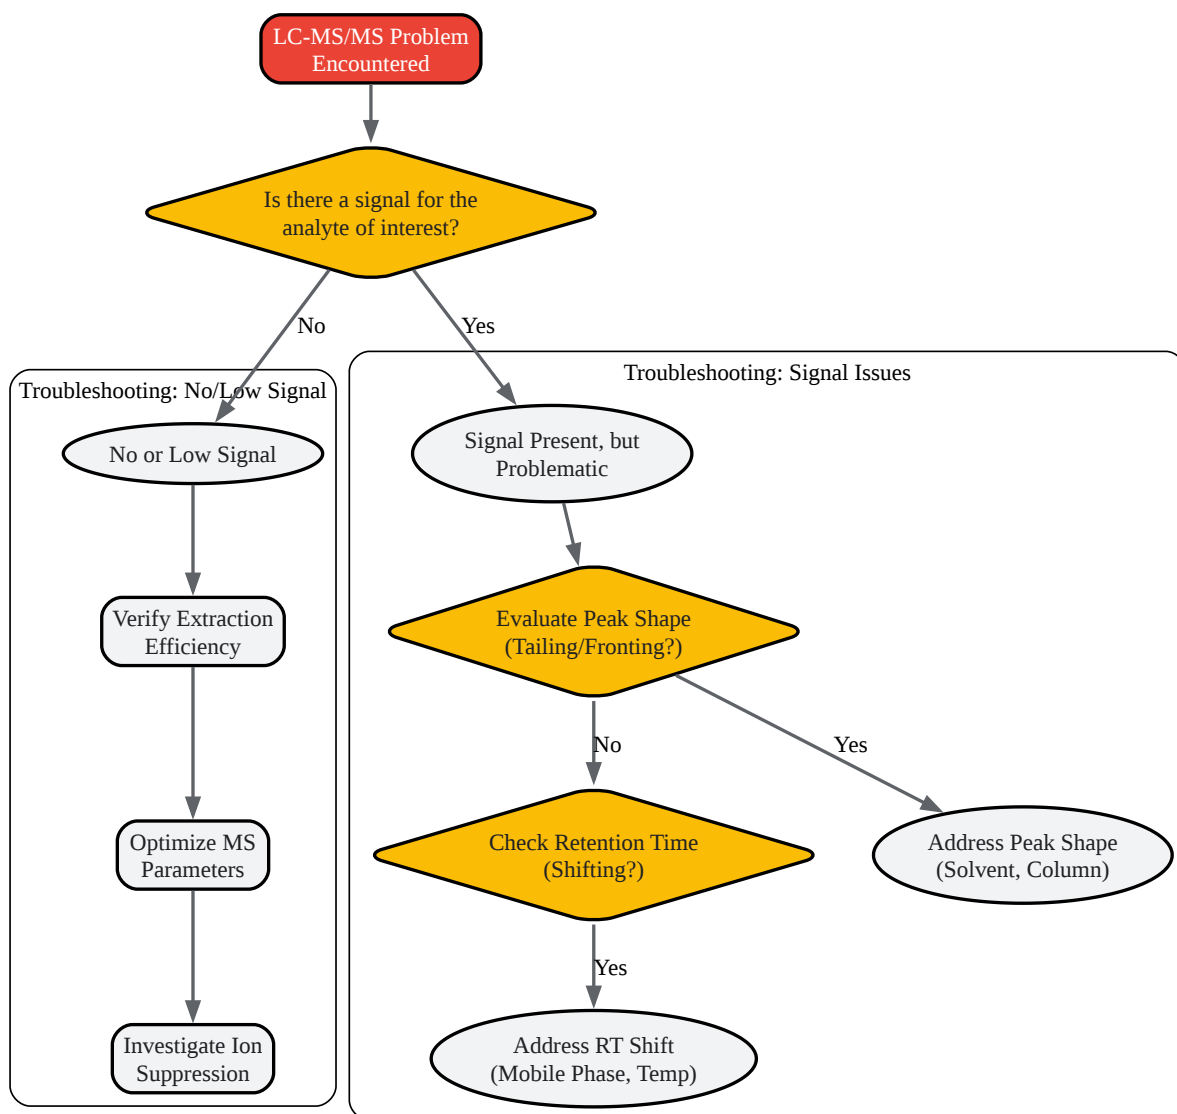 LC-MS/MS Problem
Encountered
Is there a signal for the
analyte of interest?
No
Yes
Troubleshooting: No/Low Signal
No or Low Signal
Verify Extraction
Efficiency
Optimize MS
Parameters
Investigate Ion
Suppression
Troubleshooting: Signal Issues
Signal Present, but
Problematic
Evaluate Peak Shape
(Tailing/Fronting?)
No
Yes
Check Retention Time
(Shifting?)
Address Peak Shape
(Solvent, Column)
Yes
Address RT Shift
(Mobile Phase, Temp)